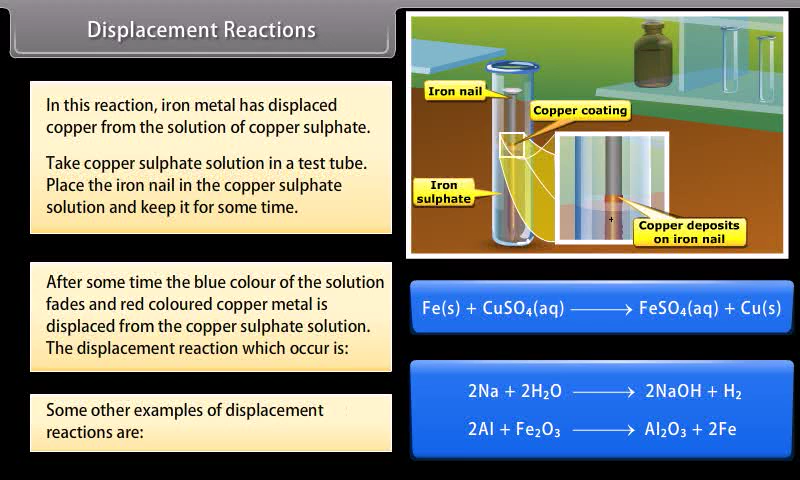 Displacement Reactions
In this reaction, iron metal has displaced
copper from the solution of copper sulphate.
Take copper sulphate solution in a test tube.
Place the iron nail in the copper sulphate
solution and keep it for some time.
After some time the blue colour of the solution
fades and red coloured copper metal is
displaced from the copper sulphate solution.
The displacement reaction which occur is:
Some other examples of displacement
reactions are:
Iron nail
Copper coating
Iron
sulphate
Copper deposits
on iron nail
Fe(s) + CuSO₄(aq) ⟶ FeSO₄(aq) + Cu(s)
2Na + 2H₂O ⟶ 2NaOH + H₂
2Al + Fe₂O₃ ⟶ Al₂O₃ + 2Fe